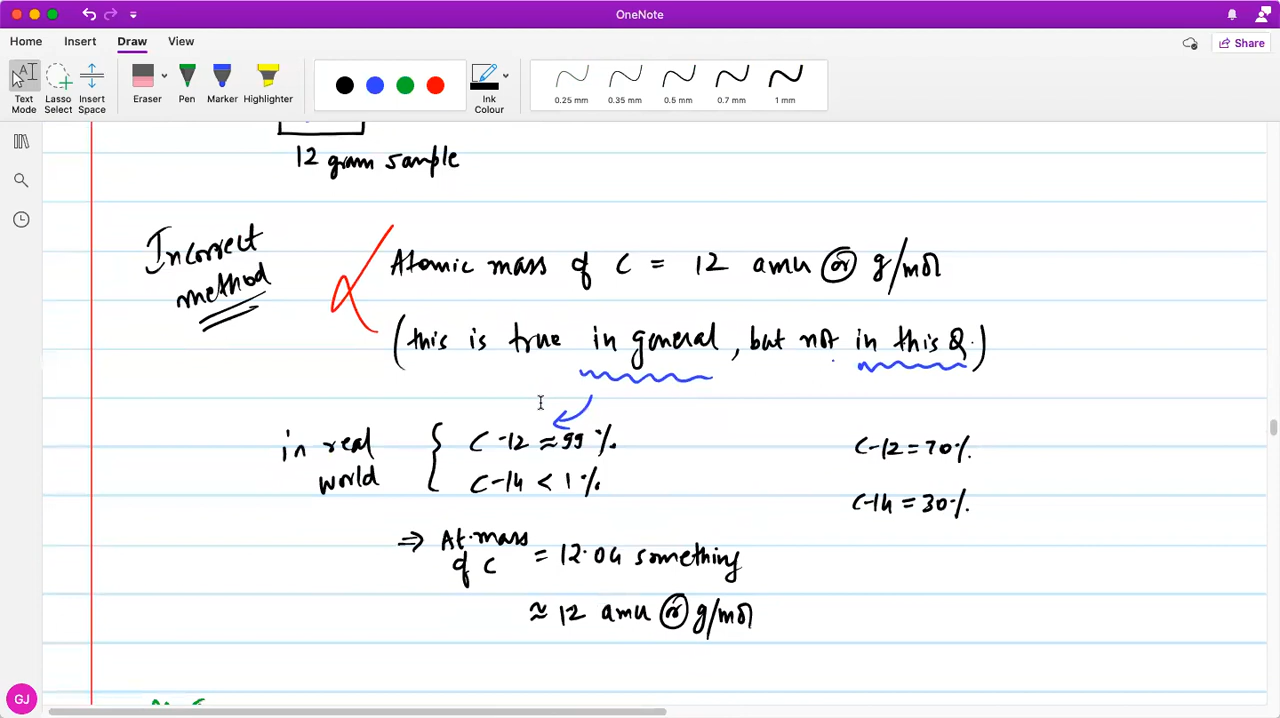 OneNote
Home Insert Draw View
Share
Text Mode
Lasso Select
Insert Space
Eraser
Pen
Marker
Highlighter
Ink Colour
0.25 mm
0.35 mm
0.5 mm
0.7 mm
1 mm
12 gram sample
Incorrect
method
Atomic mass of C = 12 amu or g/mol
(this is true in general, but not in this Q.)
in real
world
C-12 ≈ 99 %.
C-14 < 1 %
C-12 = 70 %.
C-14 = 30 %.
⇒ At. mass
of C = 12.04 something
≈ 12 amu or g/mol
GJ